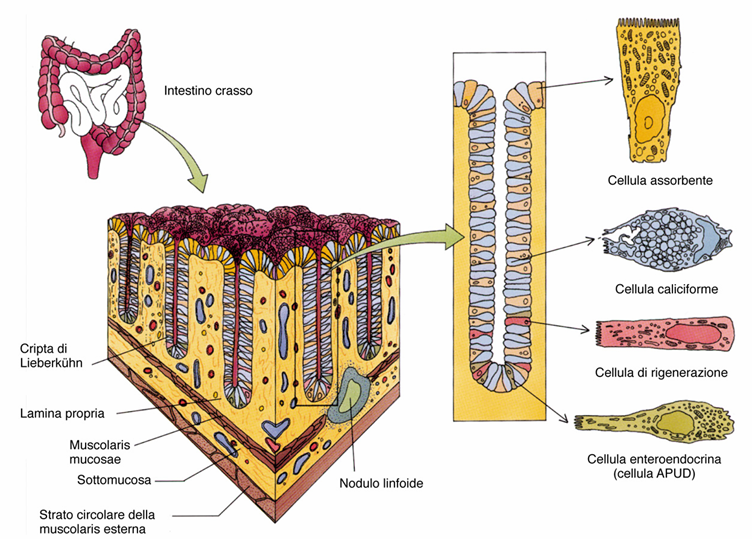 Intestino crasso
Cellula assorbente
Cellula caliciforme
Cripta di
Lieberkühn
Cellula di rigenerazione
Lamina propria
Muscolaris
mucosae
Sottomucosa
Nodulo linfoide
Cellula enteroendocrina
(cellula APUD)
Strato circolare della
muscolaris esterna